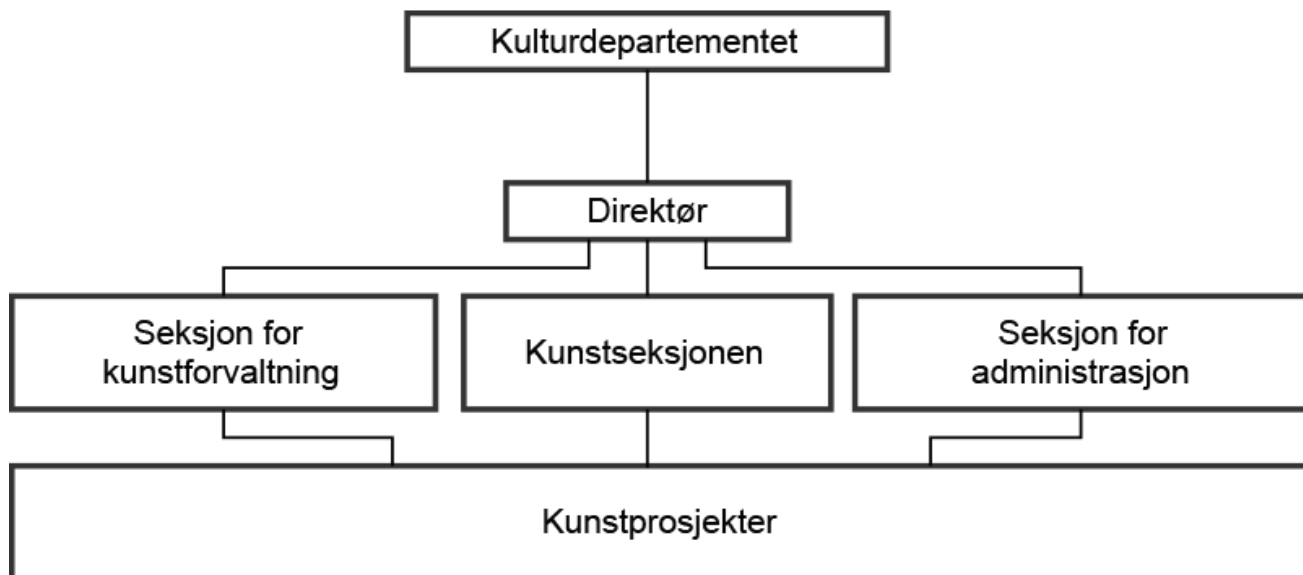 Kulturdepartementet
Direktør
Seksjon for
kunstforvaltning
Kunstseksjonen
Seksjon for
administrasjon
Kunstprosjekter